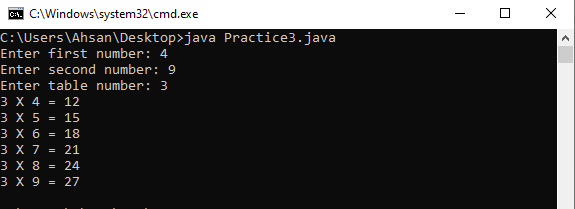 C:\Windows\system32\cmd.exe
C:\Users\Ahsan\Desktop>java Practice3.java
Enter first number: 4
Enter second number: 9
Enter table number: 3
3 X 4 = 12
3 X 5 = 15
3 X 6 = 18
3 X 7 = 21
3 X 8 = 24
3 X 9 = 27